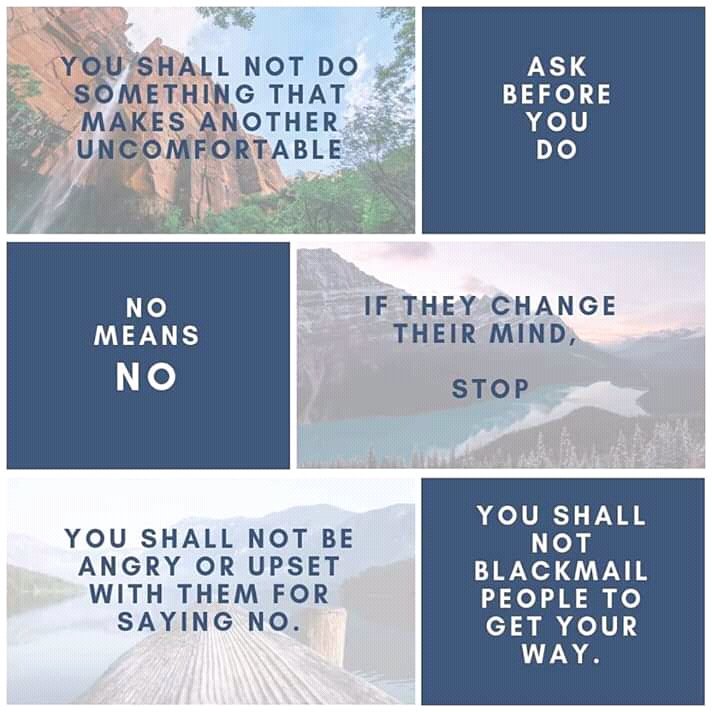 YOU SHALL NOT DO
SOMETHING THAT
MAKES ANOTHER
UNCOMFORTABLE
ASK
BEFORE
YOU
DO
NO
MEANS
NO
IF THEY CHANGE
THEIR MIND,
STOP
YOU SHALL NOT BE
ANGRY OR UPSET
WITH THEM FOR
SAYING NO.
YOU SHALL
NOT
BLACKMAIL
PEOPLE TO
GET YOUR
WAY.